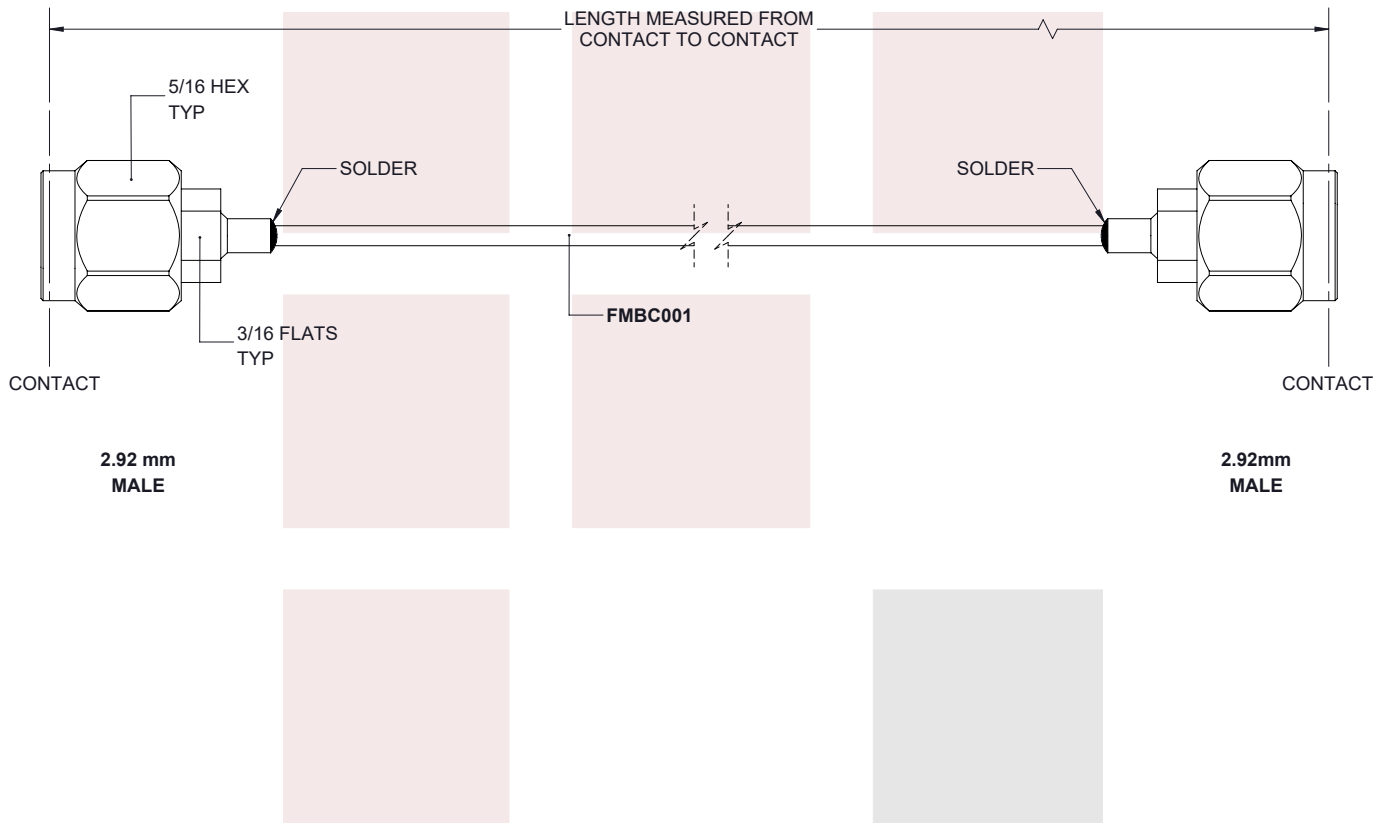 LENGTH MEASURED FROM
CONTACT TO CONTACT
5/16 HEX
TYP
SOLDER
SOLDER
FMBC001
3/16 FLATS
TYP
CONTACT
CONTACT
2.92 mm
MALE
2.92mm
MALE